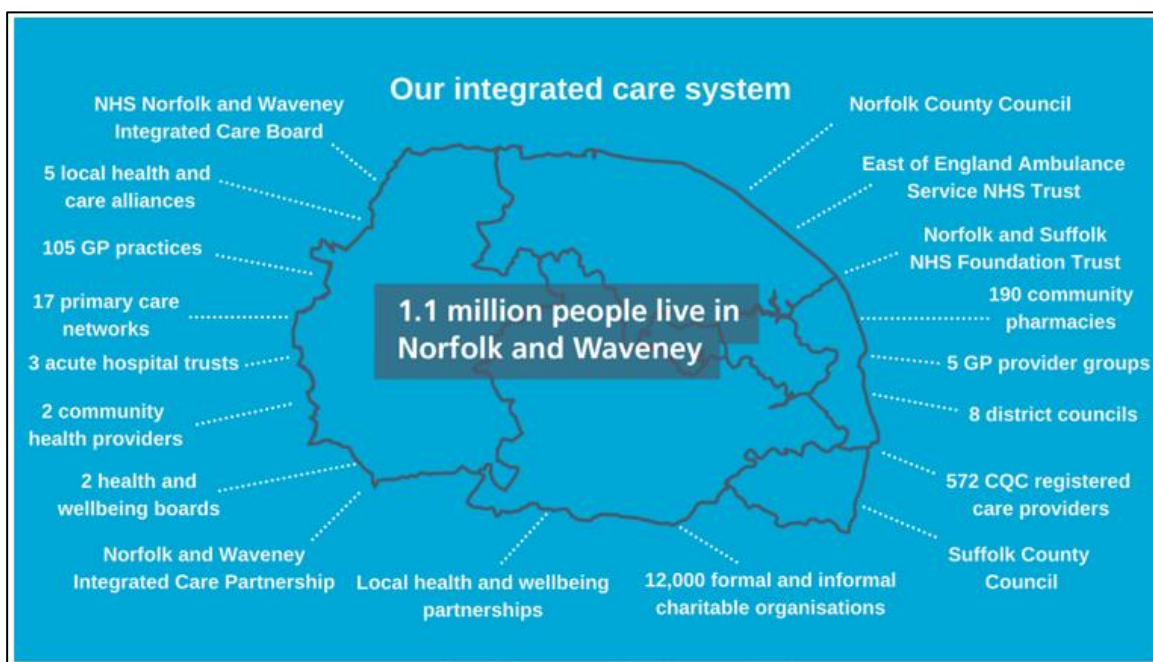 Our integrated care system
NHS Norfolk and Waveney
Integrated Care Board
5 local health and
care alliances
105 GP practices
17 primary care
networks
3 acute hospital trusts
2 community
health providers
2 health and
wellbeing boards
Norfolk and Waveney
Integrated Care Partnership
Local health and wellbeing
partnerships
12,000 formal and informal
charitable organisations
1.1 million people live in
Norfolk and Waveney
Norfolk County Council
East of England Ambulance
Service NHS Trust
Norfolk and Suffolk
NHS Foundation Trust
190 community
pharmacies
5 GP provider groups
8 district councils
572 CQC registered
care providers
Suffolk County
Council